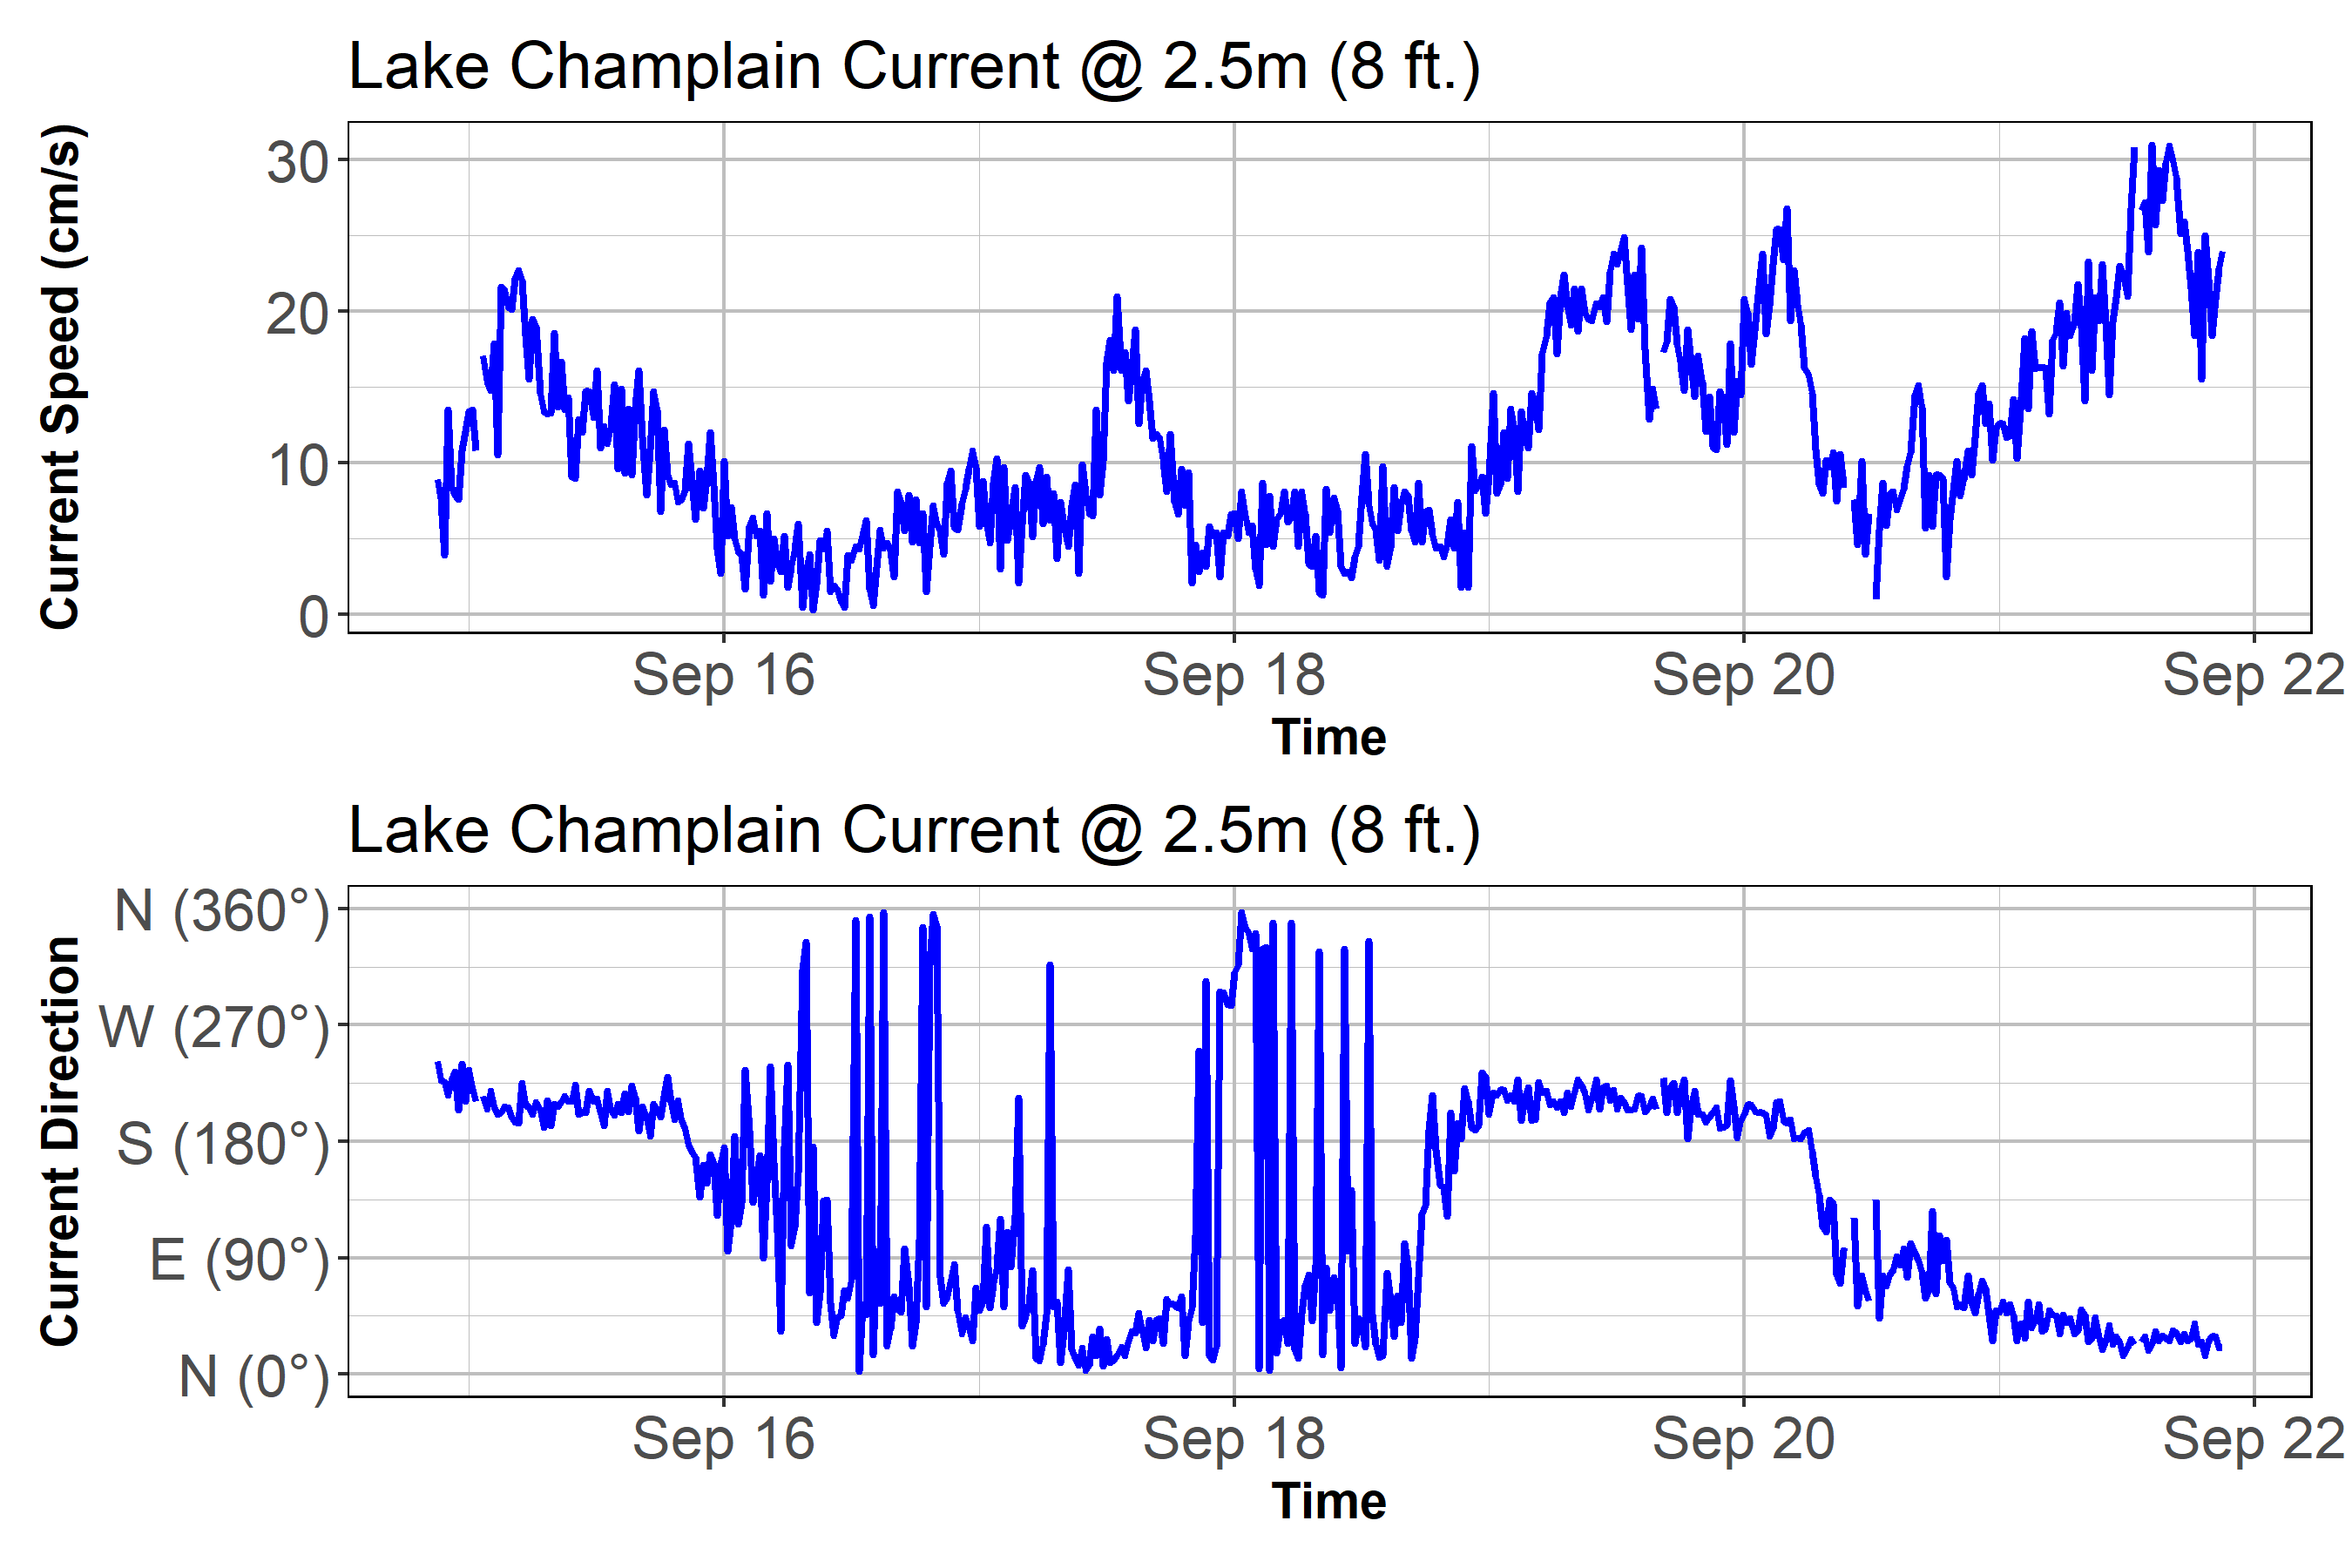 Lake Champlain Current @ 2.5m (8 ft.)
Current Speed (cm/s)
30
20
10
0
Sep 16 Sep 18 Sep 20 Sep 22
Time
Lake Champlain Current @ 2.5m (8 ft.)
Current Direction
N (360°)
W (270°)
S (180°)
E (90°)
N (0°)
Sep 16 Sep 18 Sep 20 Sep 22
Time